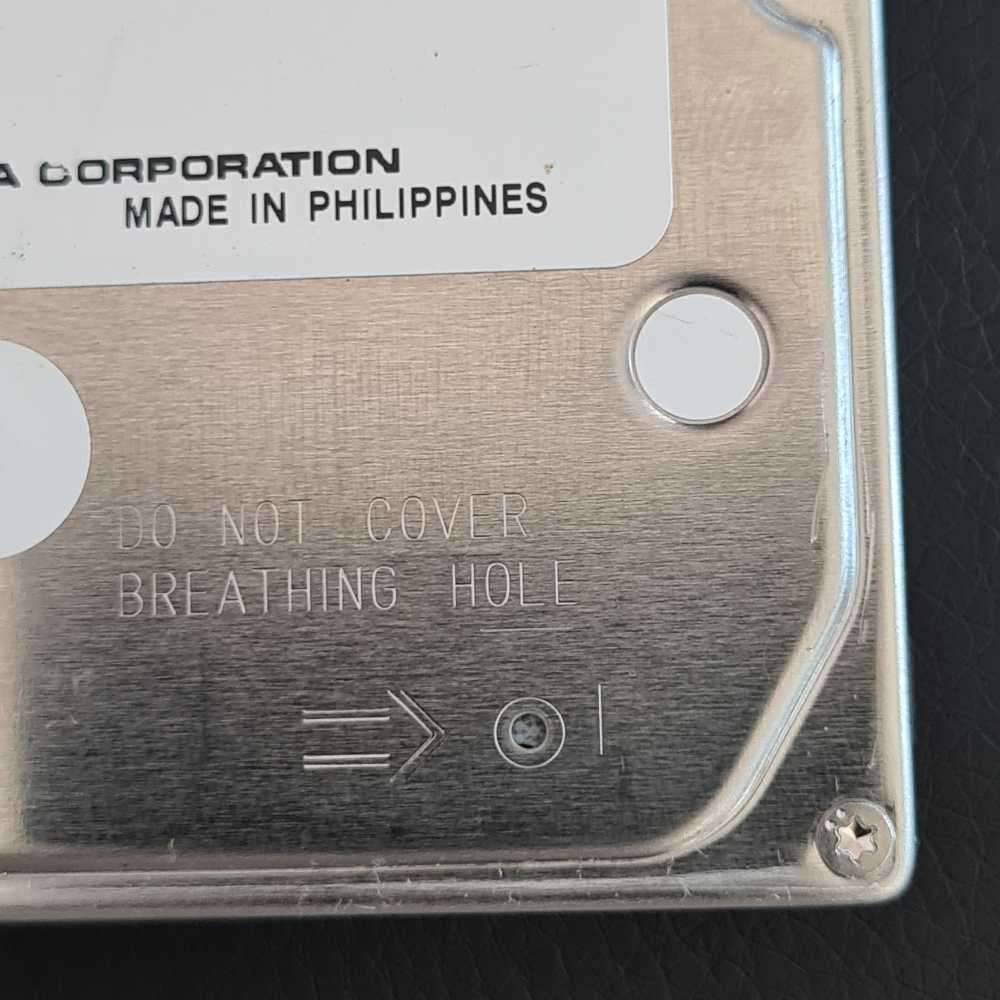 A CORPORATION
MADE IN PHILIPPINES
DO NOT COVER
BREATHING HOLE